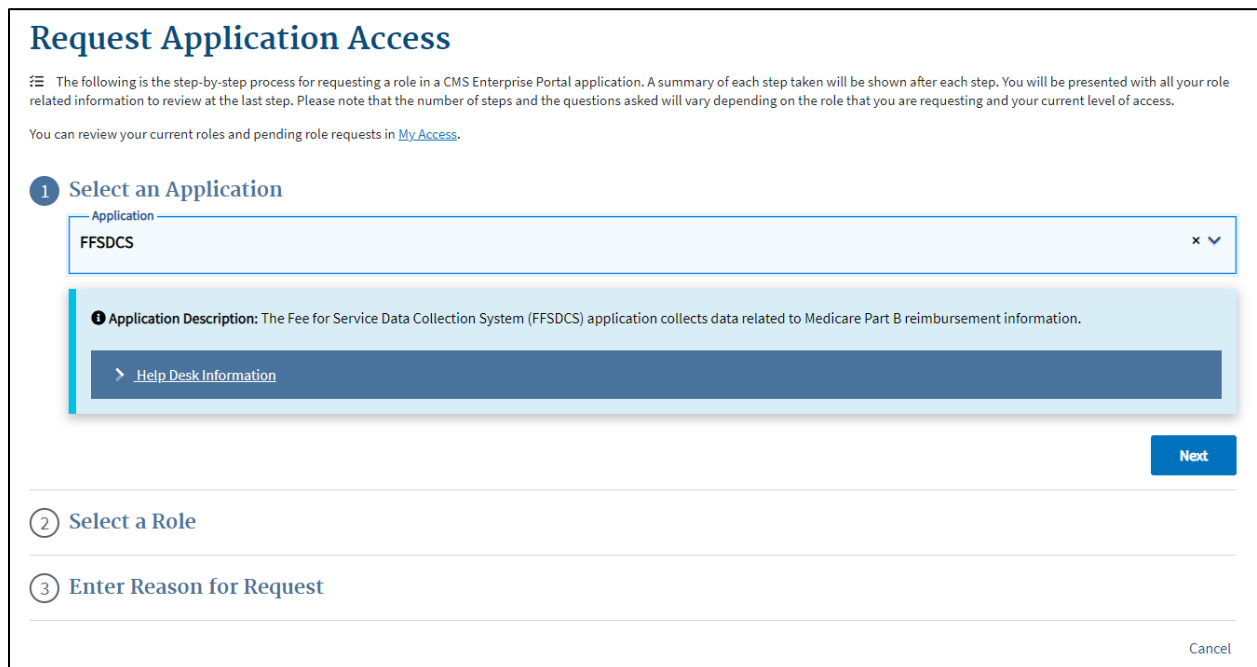 Request Application Access
The following is the step-by-step process for requesting a role in a CMS Enterprise Portal application. A summary of each step taken will be shown after each step. You will be presented with all your role
related information to review at the last step. Please note that the number of steps and the questions asked will vary depending on the role that you are requesting and your current level of access.
You can review your current roles and pending role requests in My Access.
1 Select an Application
Application
FFSDCS
Application Description: The Fee for Service Data Collection System (FFSDCS) application collects data related to Medicare Part B reimbursement information.
Help Desk Information
Next
2 Select a Role
3 Enter Reason for Request
Cancel